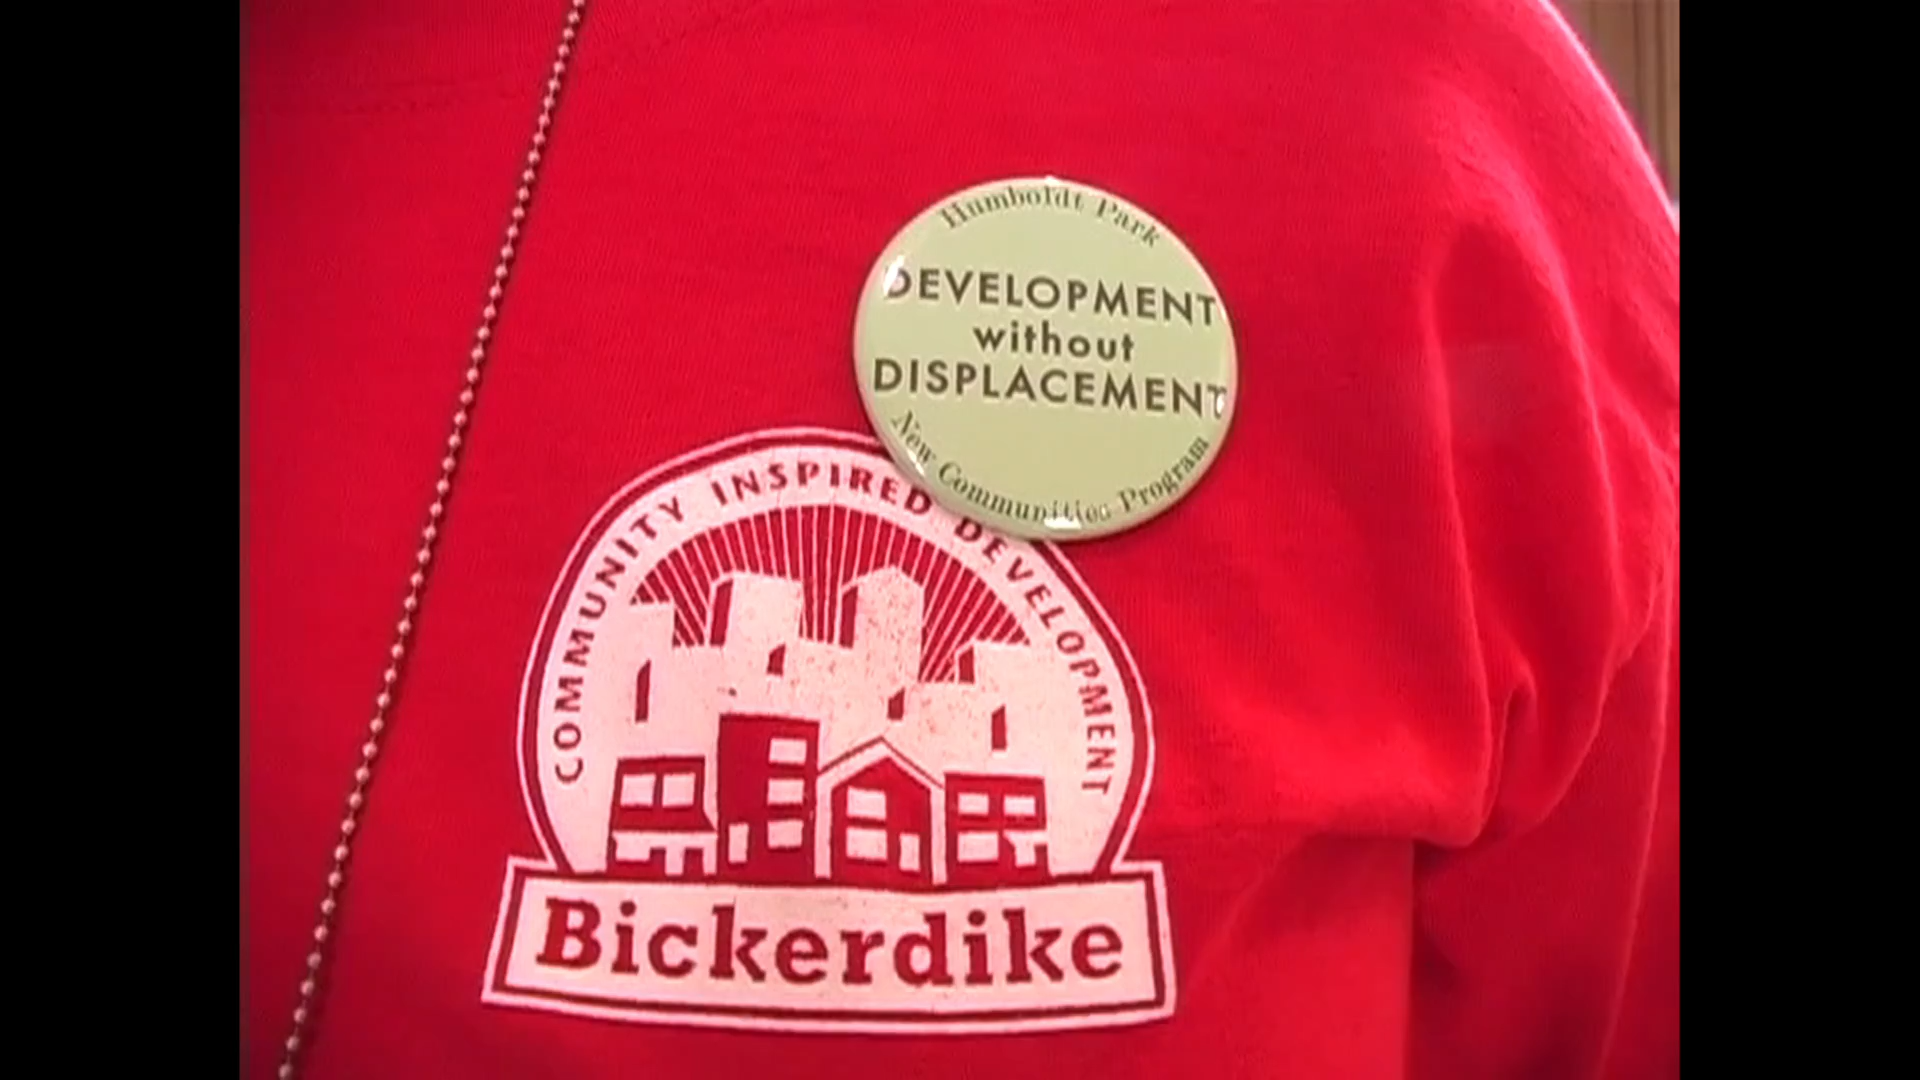 Humboldt Park
DEVELOPMENT
without
DISPLACEMENT
New Communities Program
COMMUNITY INSPIRED DEVELOPMENT
Bickerdike